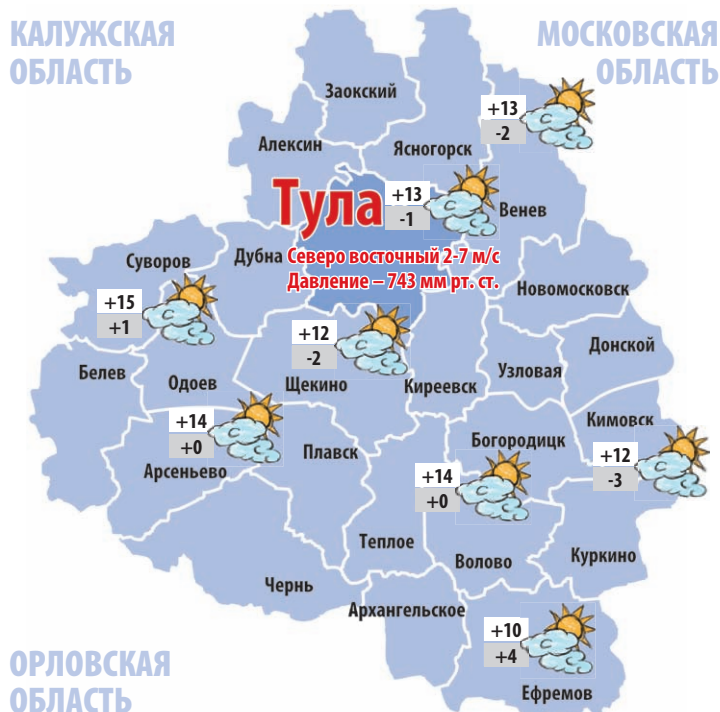 КАЛУЖСКАЯ
ОБЛАСТЬ
МОСКОВСКАЯ
ОБЛАСТЬ
Заокский
+13
-2
Алексин
Ясногорск
Тула
+13
-1
Венев
Суворов
Дубна
Северо восточный 2-7 м/с
Давление – 743 мм рт. ст.
Новомосковск
+15
+1
+12
-2
Донской
Белев
Одоев
Щекино
Киреевск
Узловая
+14
+0
Кимовск
Арсеньево
Плавск
Богородицк
+12
-3
+14
+0
Теплое
Волово
Куркино
Чернь
Архангельское
+10
+4
Ефремов
ОРЛОВСКАЯ
ОБЛАСТЬ